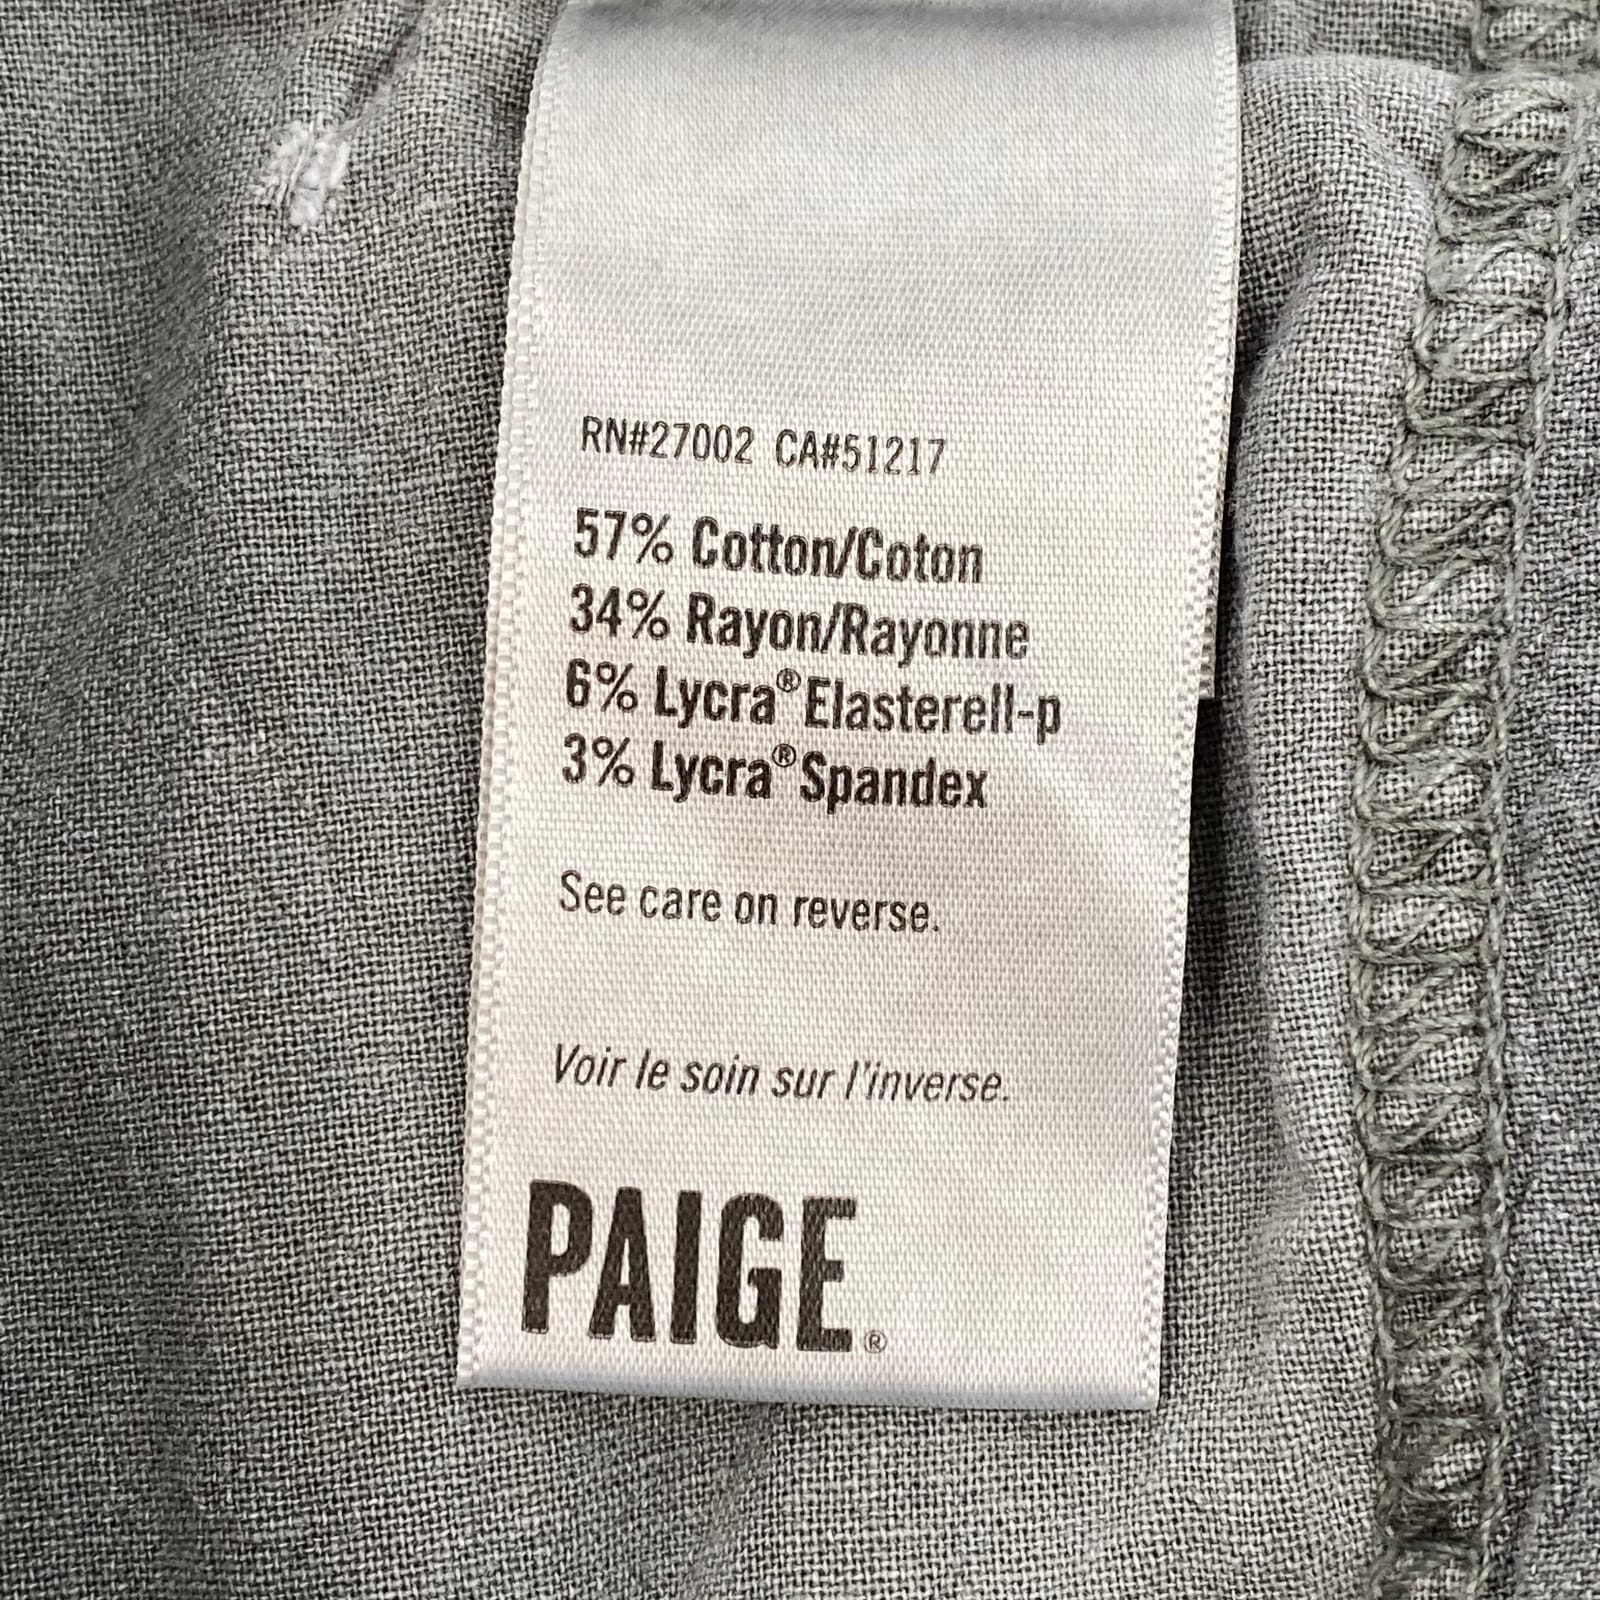 RN#27002 CA#51217
57% Cotton/Coton
34% Rayon/Rayonne
6% Lycra® Elasterell-p
3% Lycra® Spandex
See care on reverse.
Voir le soin sur l'inverse.
PAIGE®